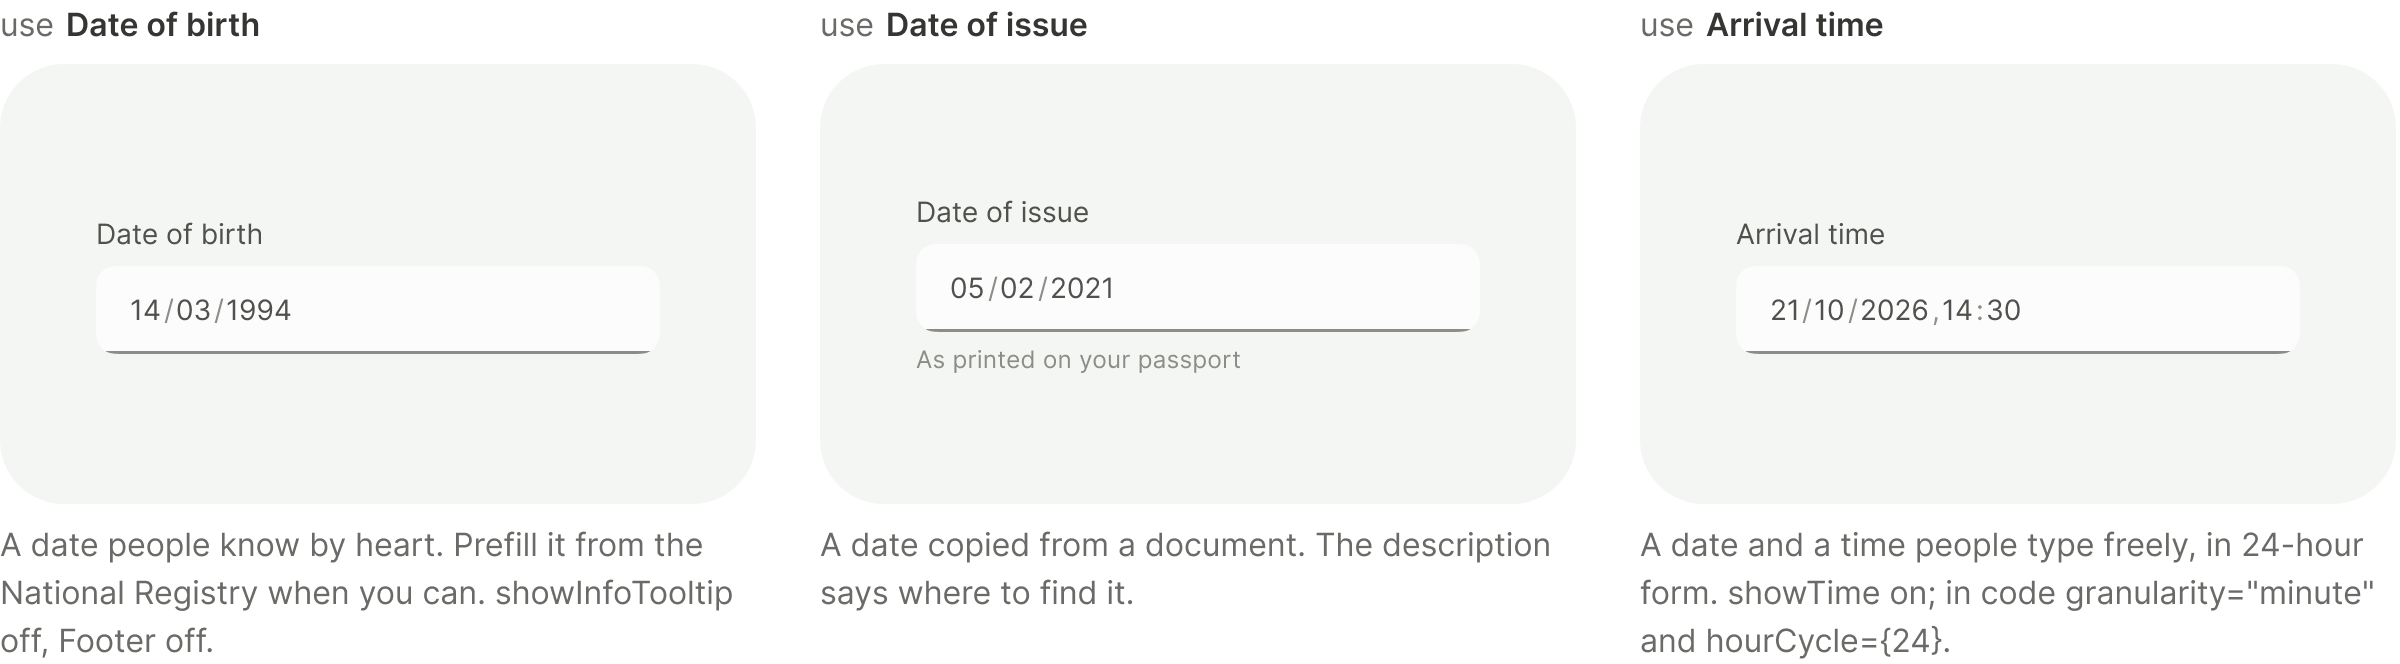 use Date of birth
Date of birth
14/03/1994
A date people know by heart. Prefill it from the
National Registry when you can. showInfoTooltip
off, Footer off.
use Date of issue
Date of issue
05/02/2021
As printed on your passport
A date copied from a document. The description
says where to find it.
use Arrival time
Arrival time
21/10/2026,14:30
A date and a time people type freely, in 24-hour
form. showTime on; in code granularity="minute"
and hourCycle={24}.